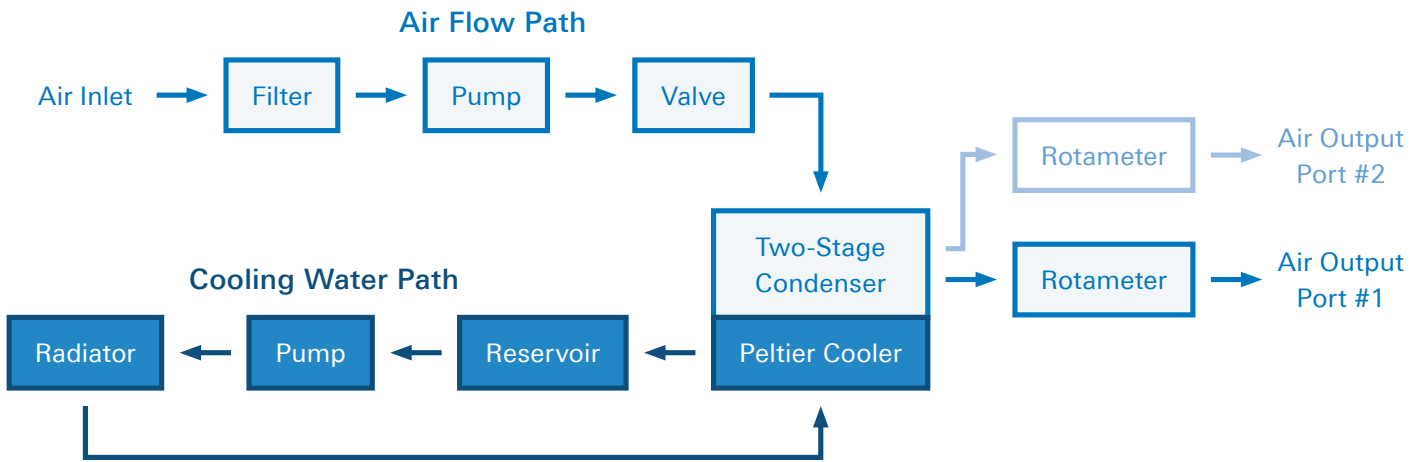 Air Flow Path
Air Inlet
Filter
Pump
Valve
Rotameter
Air Output
Port #2
Two-Stage
Condenser
Rotameter
Air Output
Port #1
Cooling Water Path
Radiator
Pump
Reservoir
Peltier Cooler